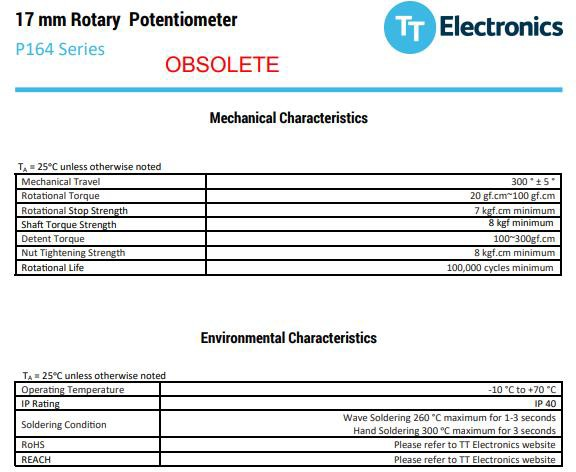 17 mm Rotary Potentiometer
P164 Series
OBSOLETE
TT Electronics
Mechanical Characteristics
TA = 25°C unless otherwise noted
Mechanical Travel 300 ° ± 5 °
Rotational Torque 20 gf.cm~100 gf.cm
Rotational Stop Strength 7 kgf.cm minimum
Shaft Torque Strength 8 kgf minimum
Detent Torque 100~300gf.cm
Nut Tightening Strength 8 kgf.cm minimum
Rotational Life 100,000 cycles minimum
Environmental Characteristics
TA = 25°C unless otherwise noted
Operating Temperature -10 °C to +70 °C
IP Rating IP 40
Soldering Condition Wave Soldering 260 °C maximum for 1-3 seconds
Hand Soldering 300 °C maximum for 3 seconds
RoHS Please refer to TT Electronics website
REACH Please refer to TT Electronics website